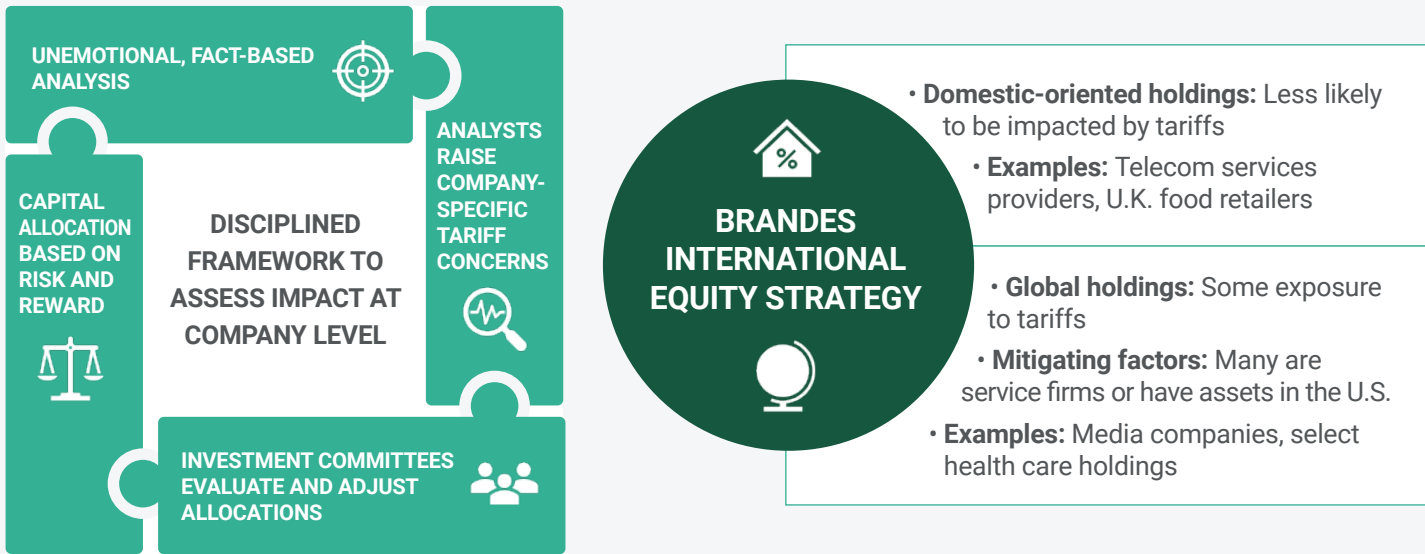 UNEMOTIONAL, FACT-BASED
ANALYSIS
ANALYSTS
RAISE
COMPANY-
SPECIFIC
TARIFF
CONCERNS
INVESTMENT COMMITTEES
EVALUATE AND ADJUST
ALLOCATIONS
CAPITAL
ALLOCATION
BASED ON
RISK AND
REWARD
DISCIPLINED
FRAMEWORK TO
ASSESS IMPACT AT
COMPANY LEVEL
%
BRANDES
INTERNATIONAL
EQUITY STRATEGY
• Domestic-oriented holdings: Less likely
to be impacted by tariffs
• Examples: Telecom services
providers, U.K. food retailers
• Global holdings: Some exposure
to tariffs
• Mitigating factors: Many are
service firms or have assets in the U.S.
• Examples: Media companies, select
health care holdings